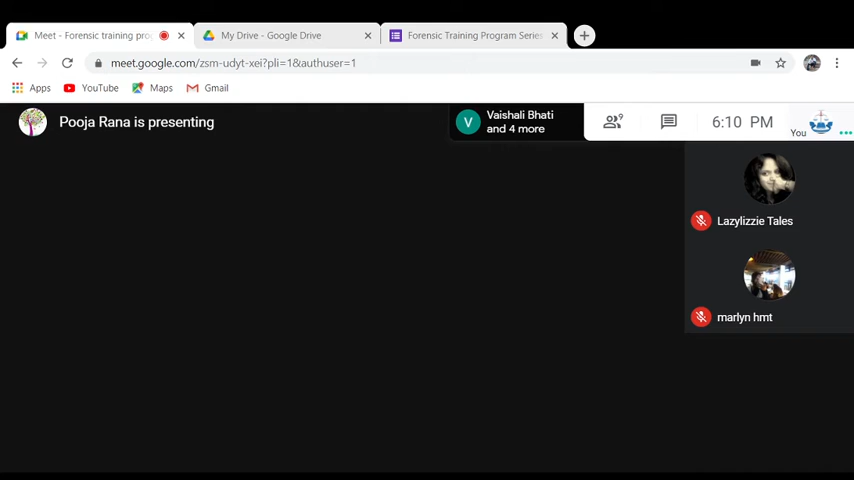 Meet - Forensic training pro
My Drive - Google Drive
Forensic Training Program Series
meet.google.com/zsm-udyt-xei?pli=1&authuser=1
Apps
YouTube
Maps
Gmail
Pooja Rana is presenting
V
Vaishali Bhati
and 4 more
9
6:10 PM
You
Lazylizzie Tales
marlyn hmt